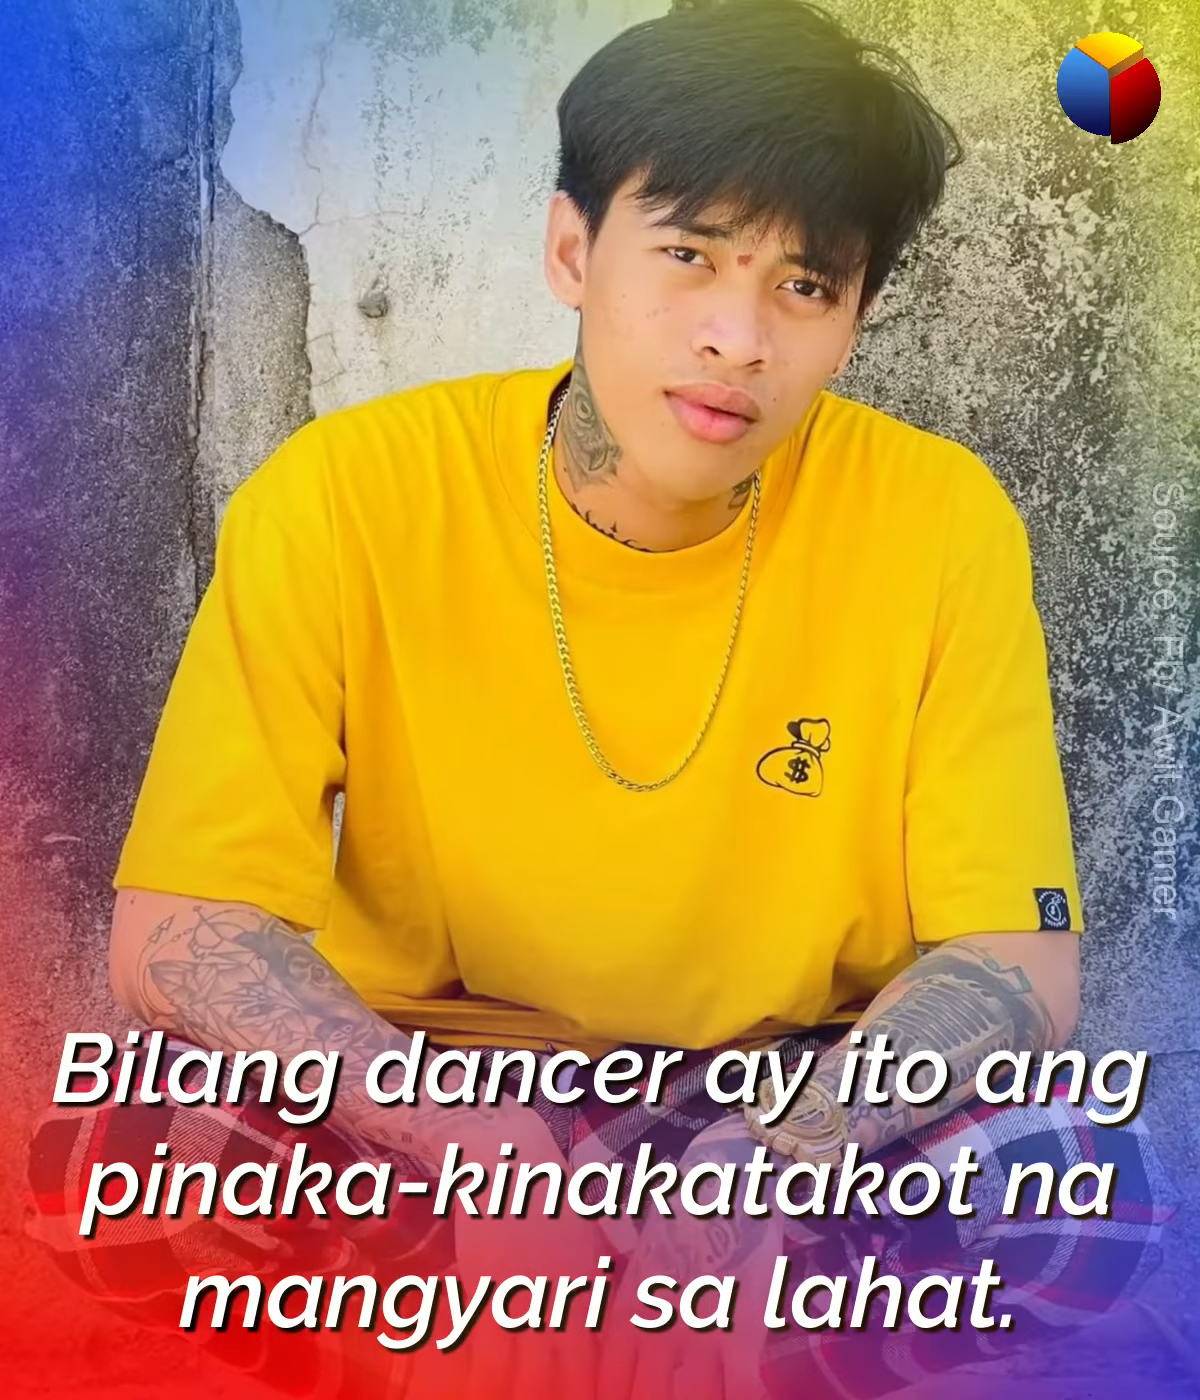 Bilang dancer ay ito ang
pinaka-kinakatakot na
mangyari sa lahat.
Source: Fb/ Awit Gamer
$